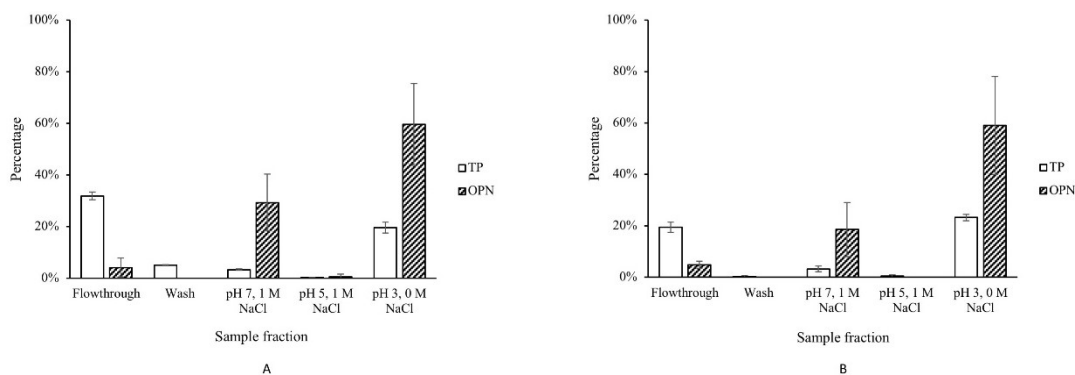 100%
80%
60%
40%
20%
0%
Percentage
Flowthrough
Wash
pH 7, 1 M
NaCl
pH 5, 1 M
NaCl
pH 3, 0 M
NaCl
Sample fraction
TP
OPN
A
100%
80%
60%
40%
20%
0%
Percentage
Flowthrough
Wash
pH 7, 1 M
NaCl
pH 5, 1 M
NaCl
pH 3, 0 M
NaCl
Sample fraction
TP
OPN
B